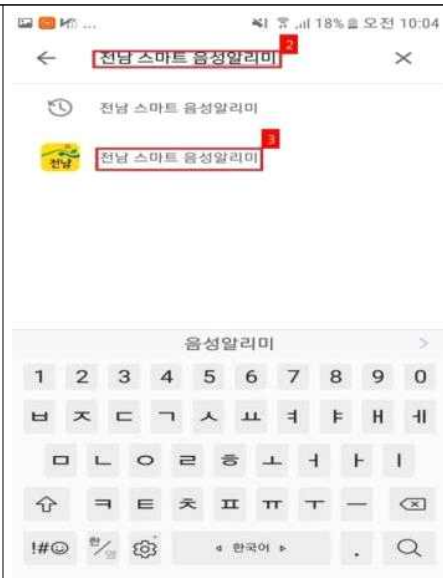 18% 오전 10:04
전남 스마트 음성알리미
2
전남 스마트 음성알리미
3
전남
전남 스마트 음성알리미
음성알리미
1 2 3 4 5 6 7 8 9 0
ㅂ ㅈ ㄷ ㄱ ㅅ ㅛ ㅕ ㅑ ㅐ ㅔ
ㅁ ㄴ ㅇ ㄹ ㅎ ㅗ ㅓ ㅏ ㅣ
ㅋ ㅌ ㅊ ㅍ ㅠ ㅜ ㅡ
!#☺ 한/영 한국어 .